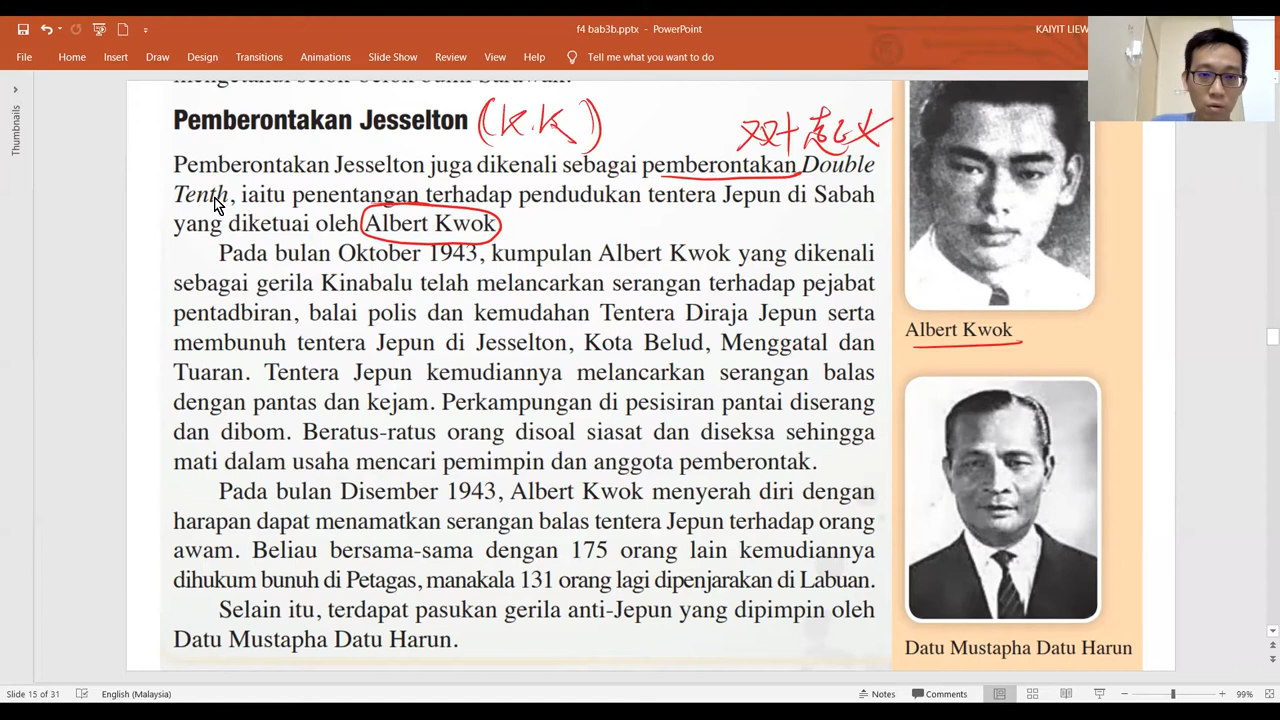 f4 bab3b.pptx - PowerPoint
KAIYIT LIEW
File Home Insert Draw Design Transitions Animations Slide Show Review View Help Tell me what you want to do
Thumbnails
Pemberontakan Jesselton (K.K)
双十起义
Pemberontakan Jesselton juga dikenali sebagai pemberontakan Double
Tenth, iaitu penentangan terhadap pendudukan tentera Jepun di Sabah
yang diketuai oleh Albert Kwok
Pada bulan Oktober 1943, kumpulan Albert Kwok yang dikenali
sebagai gerila Kinabalu telah melancarkan serangan terhadap pejabat
pentadbiran, balai polis dan kemudahan Tentera Diraja Jepun serta
membunuh tentera Jepun di Jesselton, Kota Belud, Menggatal dan
Tuaran. Tentera Jepun kemudiannya melancarkan serangan balas
dengan pantas dan kejam. Perkampungan di pesisiran pantai diserang
dan dibom. Beratus-ratus orang disoal siasat dan diseksa sehingga
mati dalam usaha mencari pemimpin dan anggota pemberontak.
Pada bulan Disember 1943, Albert Kwok menyerah diri dengan
harapan dapat menamatkan serangan balas tentera Jepun terhadap orang
awam. Beliau bersama-sama dengan 175 orang lain kemudiannya
dihukum bunuh di Petagas, manakala 131 orang lagi dipenjarakan di Labuan.
Selain itu, terdapat pasukan gerila anti-Jepun yang dipimpin oleh
Datu Mustapha Datu Harun.
Albert Kwok
Datu Mustapha Datu Harun
Slide 15 of 31 English (Malaysia) Notes Comments 99%